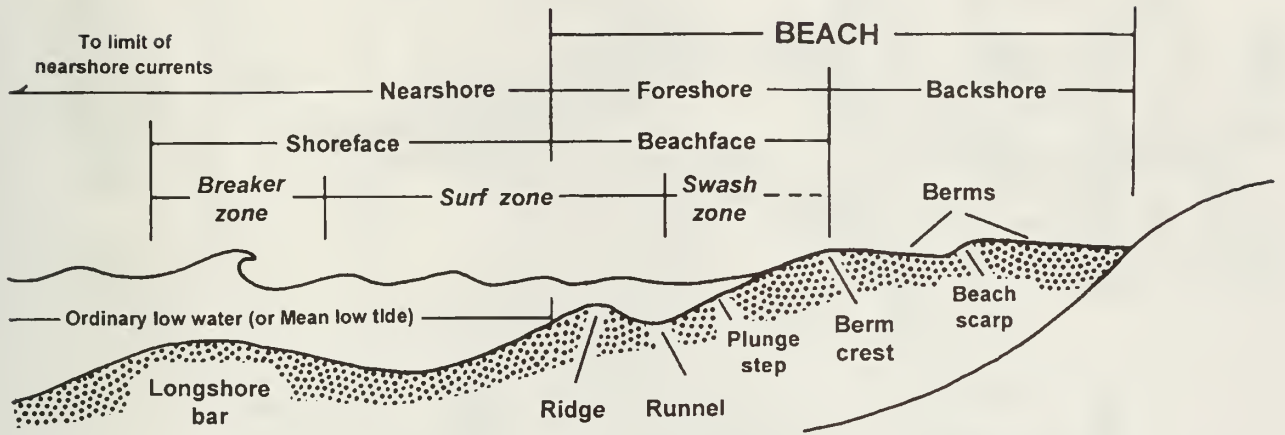 To limit of
nearshore currents
BEACH
Nearshore
Foreshore
Backshore
Shoreface
Beachface
Breaker
zone
Surf zone
Swash
zone
Berms
Ordinary low water (or Mean low tide)
Longshore
bar
Ridge
Runnel
Plunge
step
Berm
crest
Beach
scarp